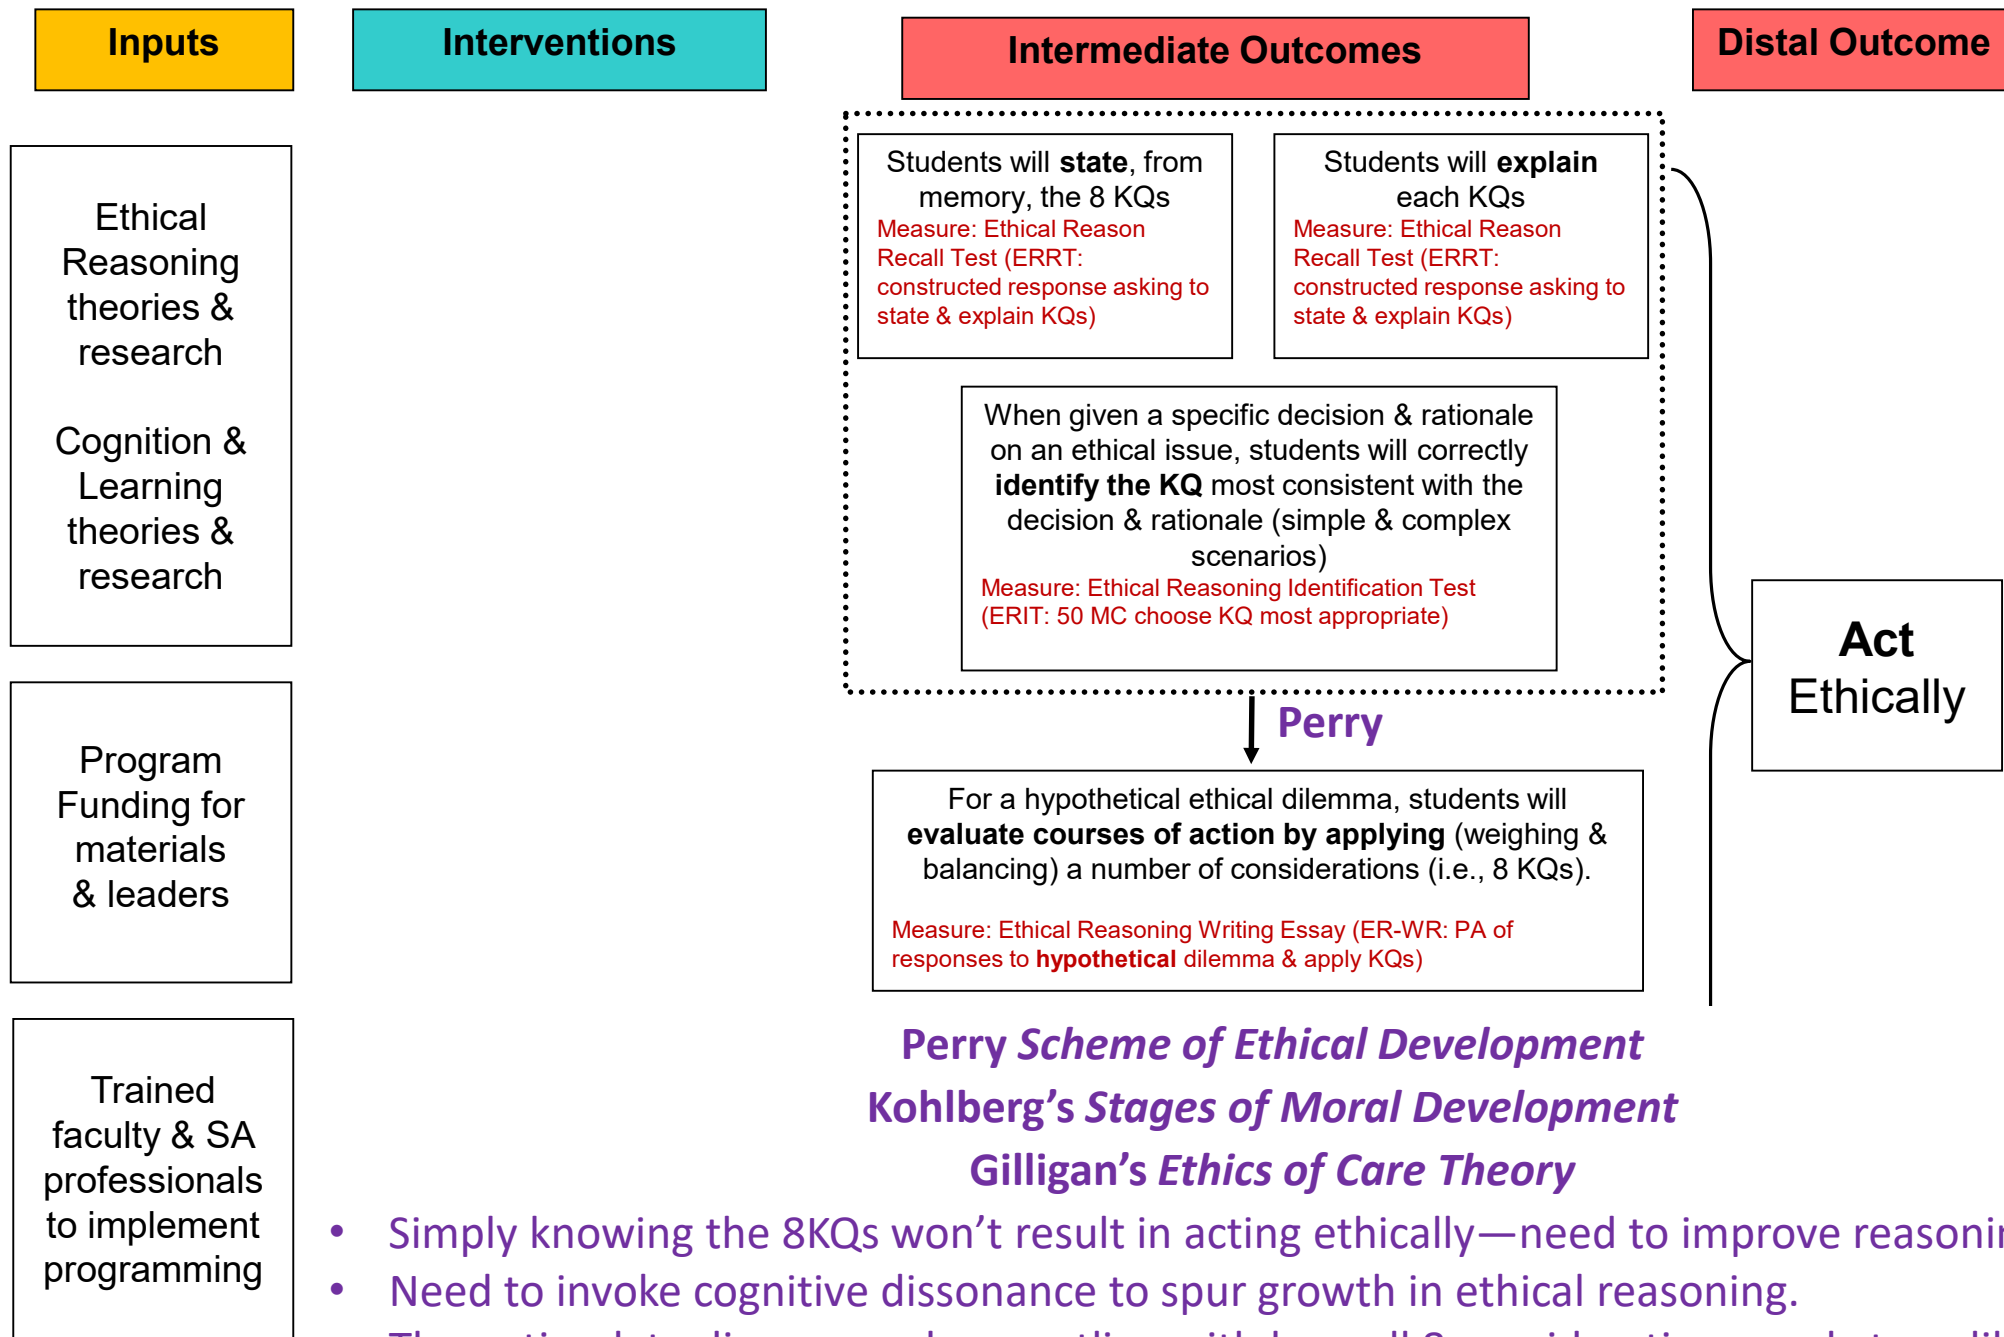 Inputs
Interventions
Intermediate Outcomes
Distal Outcome
Ethical
Reasoning
theories &
research
Cognition &
Learning
theories &
research
Program
Funding for
materials
& leaders
Trained
faculty & SA
professionals
to implement
programming
Students will state, from
memory, the 8 KQs
Measure: Ethical Reason
Recall Test (ERRT:
constructed response asking to
state & explain KQs)
Students will explain
each KQs
Measure: Ethical Reason
Recall Test (ERRT:
constructed response asking to
state & explain KQs)
When given a specific decision & rationale
on an ethical issue, students will correctly
identify the KQ most consistent with the
decision & rationale (simple & complex
scenarios)
Measure: Ethical Reasoning Identification Test
(ERIT: 50 MC choose KQ most appropriate)
Perry
For a hypothetical ethical dilemma, students will
evaluate courses of action by applying (weighing &
balancing) a number of considerations (i.e., 8 KQs).
Measure: Ethical Reasoning Writing Essay (ER-WR: PA of
responses to hypothetical dilemma & apply KQs)
Act
Ethically
Perry Scheme of Ethical Development
Kohlberg’s Stages of Moral Development
Gilligan’s Ethics of Care Theory
• Simply knowing the 8KQs won’t result in acting ethically—need to improve
• Need to invoke cognitive dissonance to spur growth in ethical reasoning.